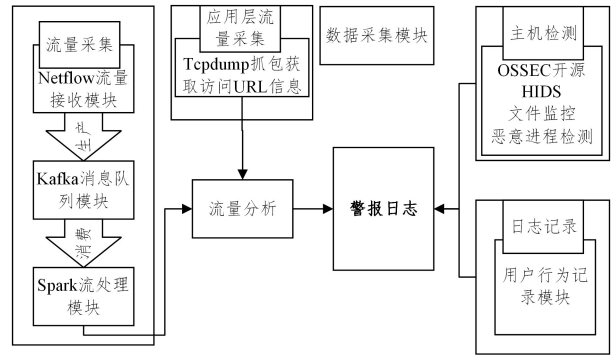 流量采集
Netflow流量
接收模块
生产
Kafka消息队
列模块
消费
Spark流处理
模块
应用层流
量采集
Tcpdump抓包获
取访问URL信息
数据采集模块
流量分析
警报日志
主机检测
OSSEC开源
HIDS
文件监控
恶意进程检测
日志记录
用户行为记
录模块